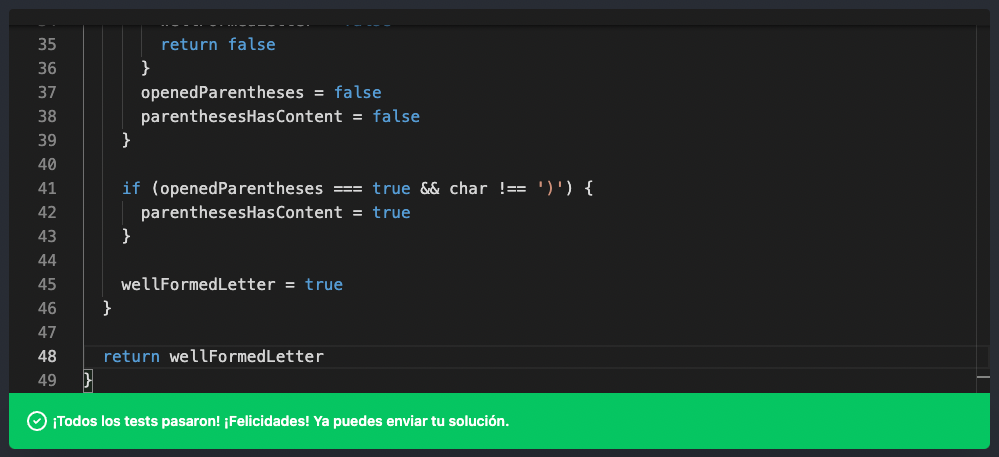 35 return false
36 }
37 openedParentheses = false
38 parenthesesHasContent = false
39 }
40
41 if (openedParentheses === true && char !== ')') {
42 parenthesesHasContent = true
43 }
44
45 wellFormedLetter = true
46 }
47
48 return wellFormedLetter
49 }
¡Todos los tests pasaron! ¡Felicidades! Ya puedes enviar tu solución.